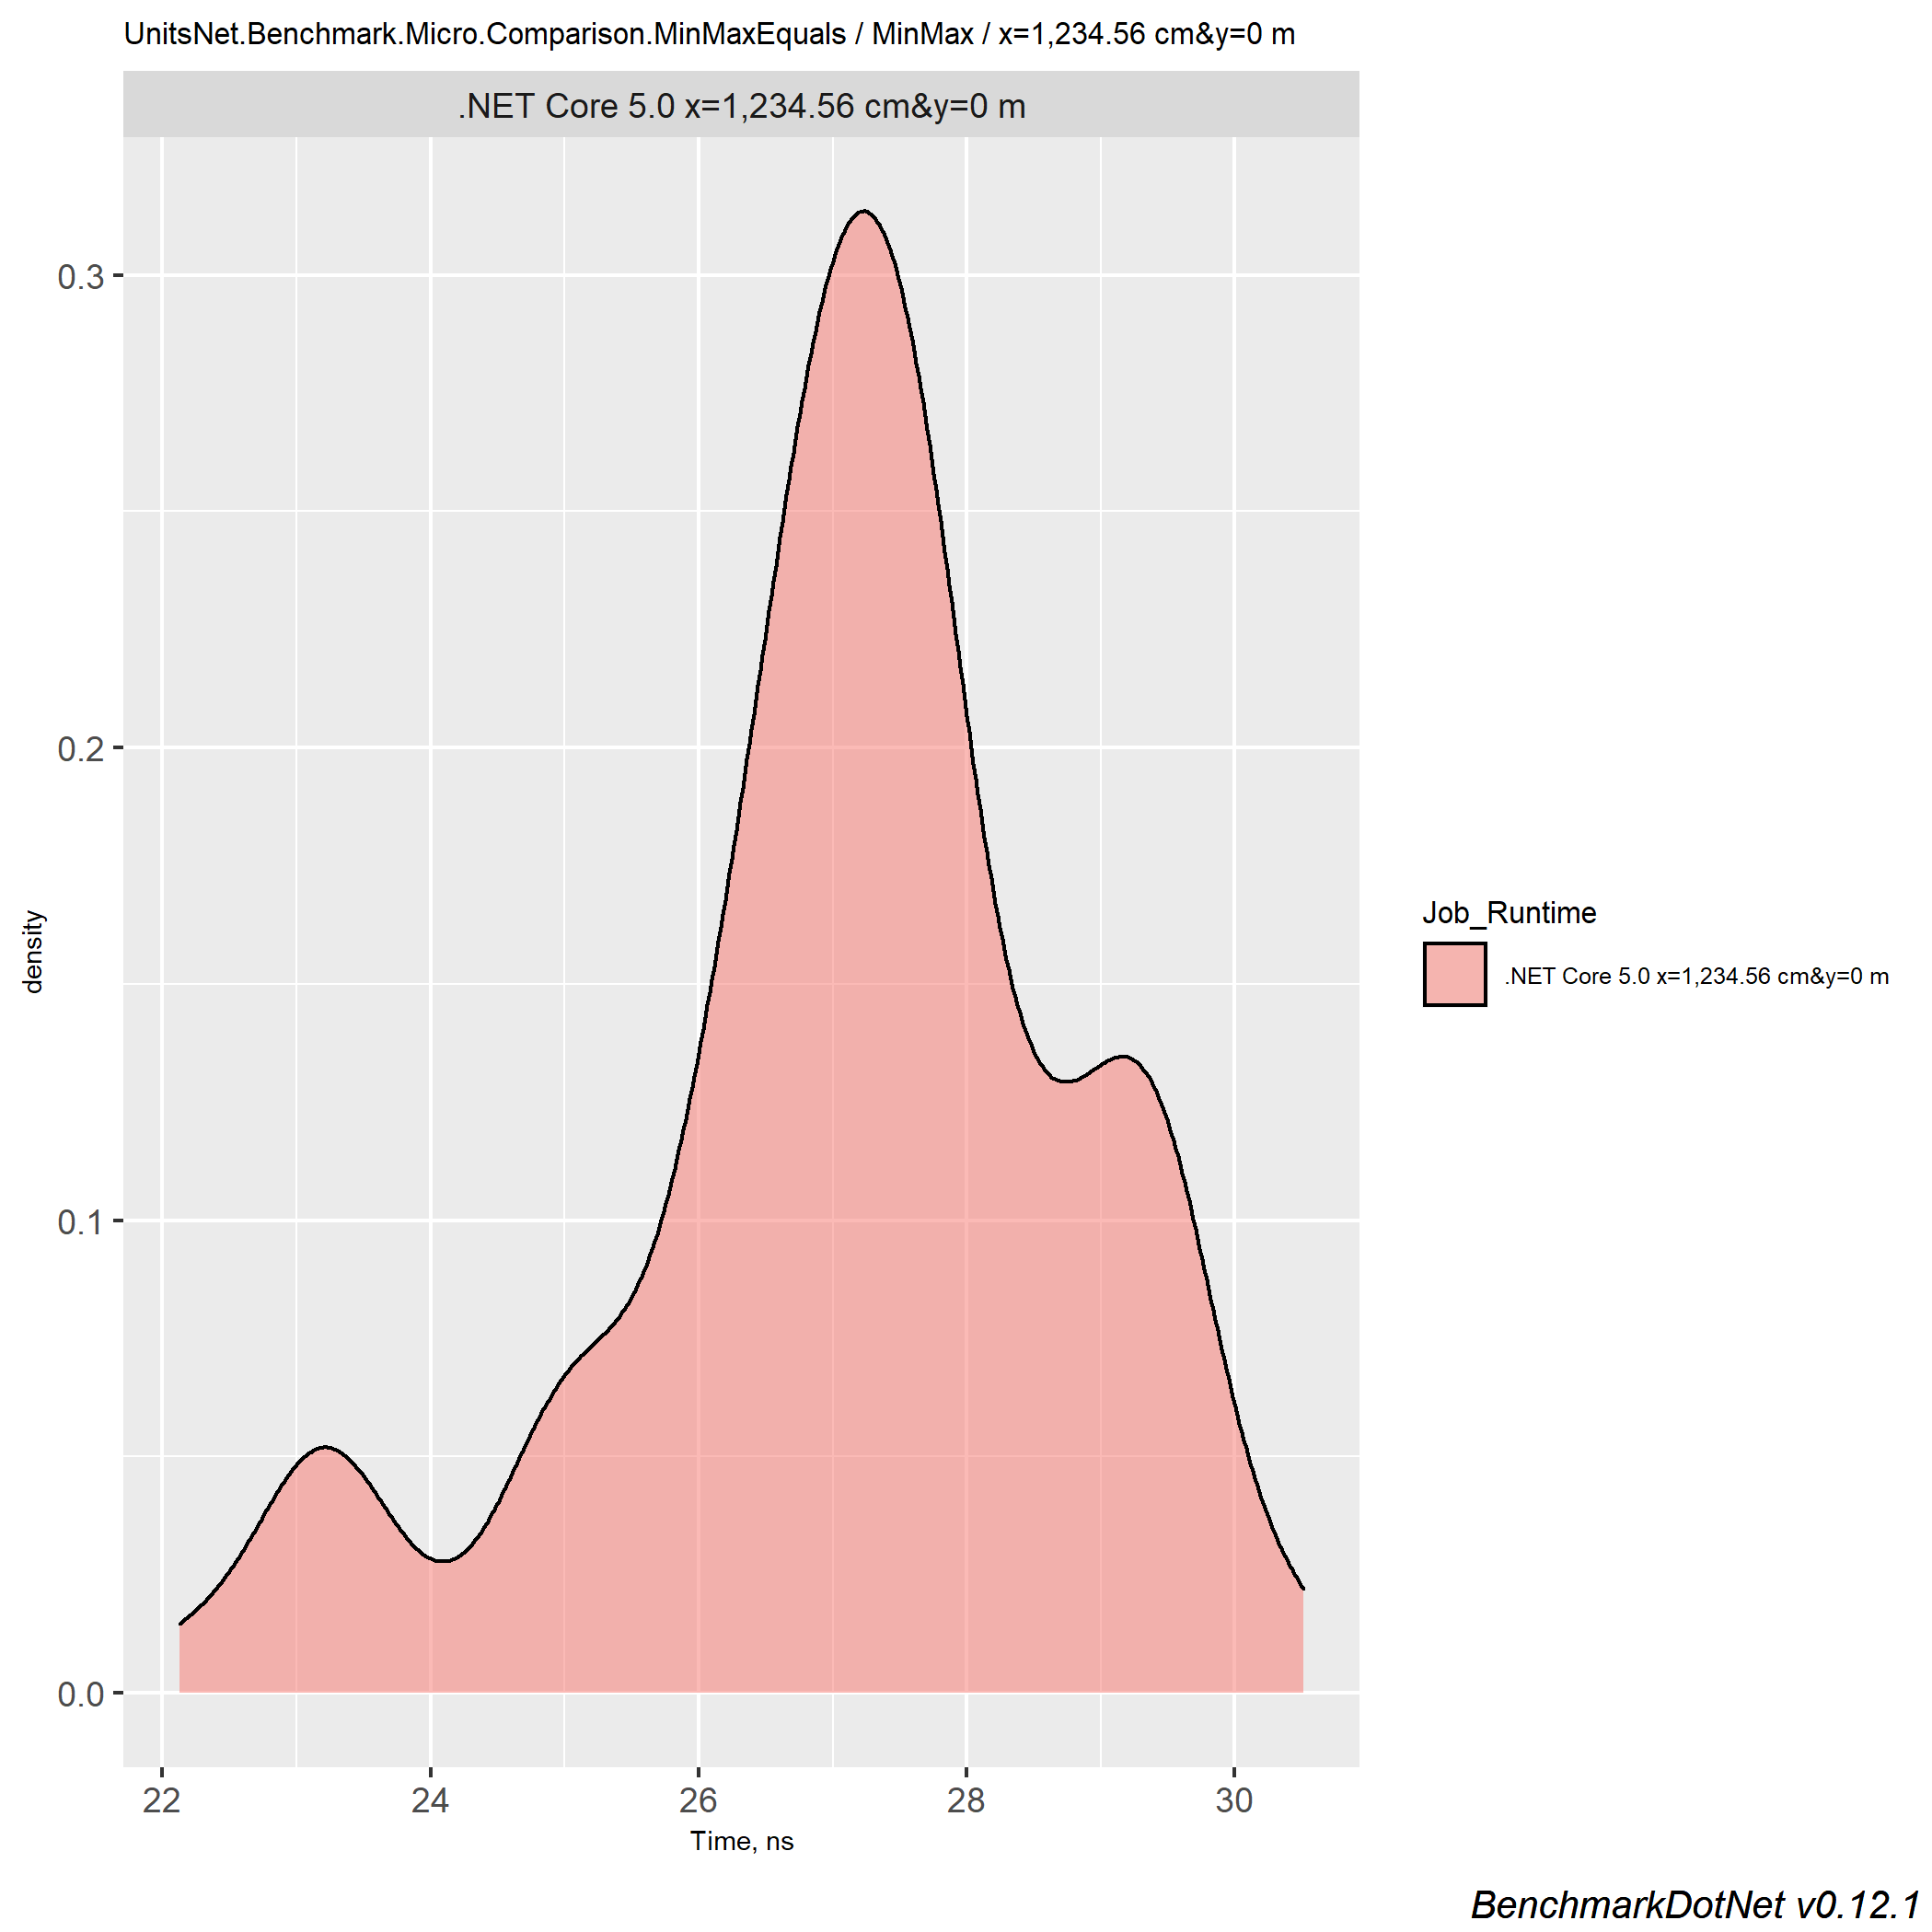 UnitsNet.Benchmark.Micro.Comparison.MinMaxEquals / MinMax / x=1,234.56 cm&y=0 m
.NET Core 5.0 x=1,234.56 cm&y=0 m
0.3
0.2
0.1
0.0
density
22 24 26 28 30
Time, ns
Job_Runtime
.NET Core 5.0 x=1,234.56 cm&y=0 m
BenchmarkDotNet v0.12.1